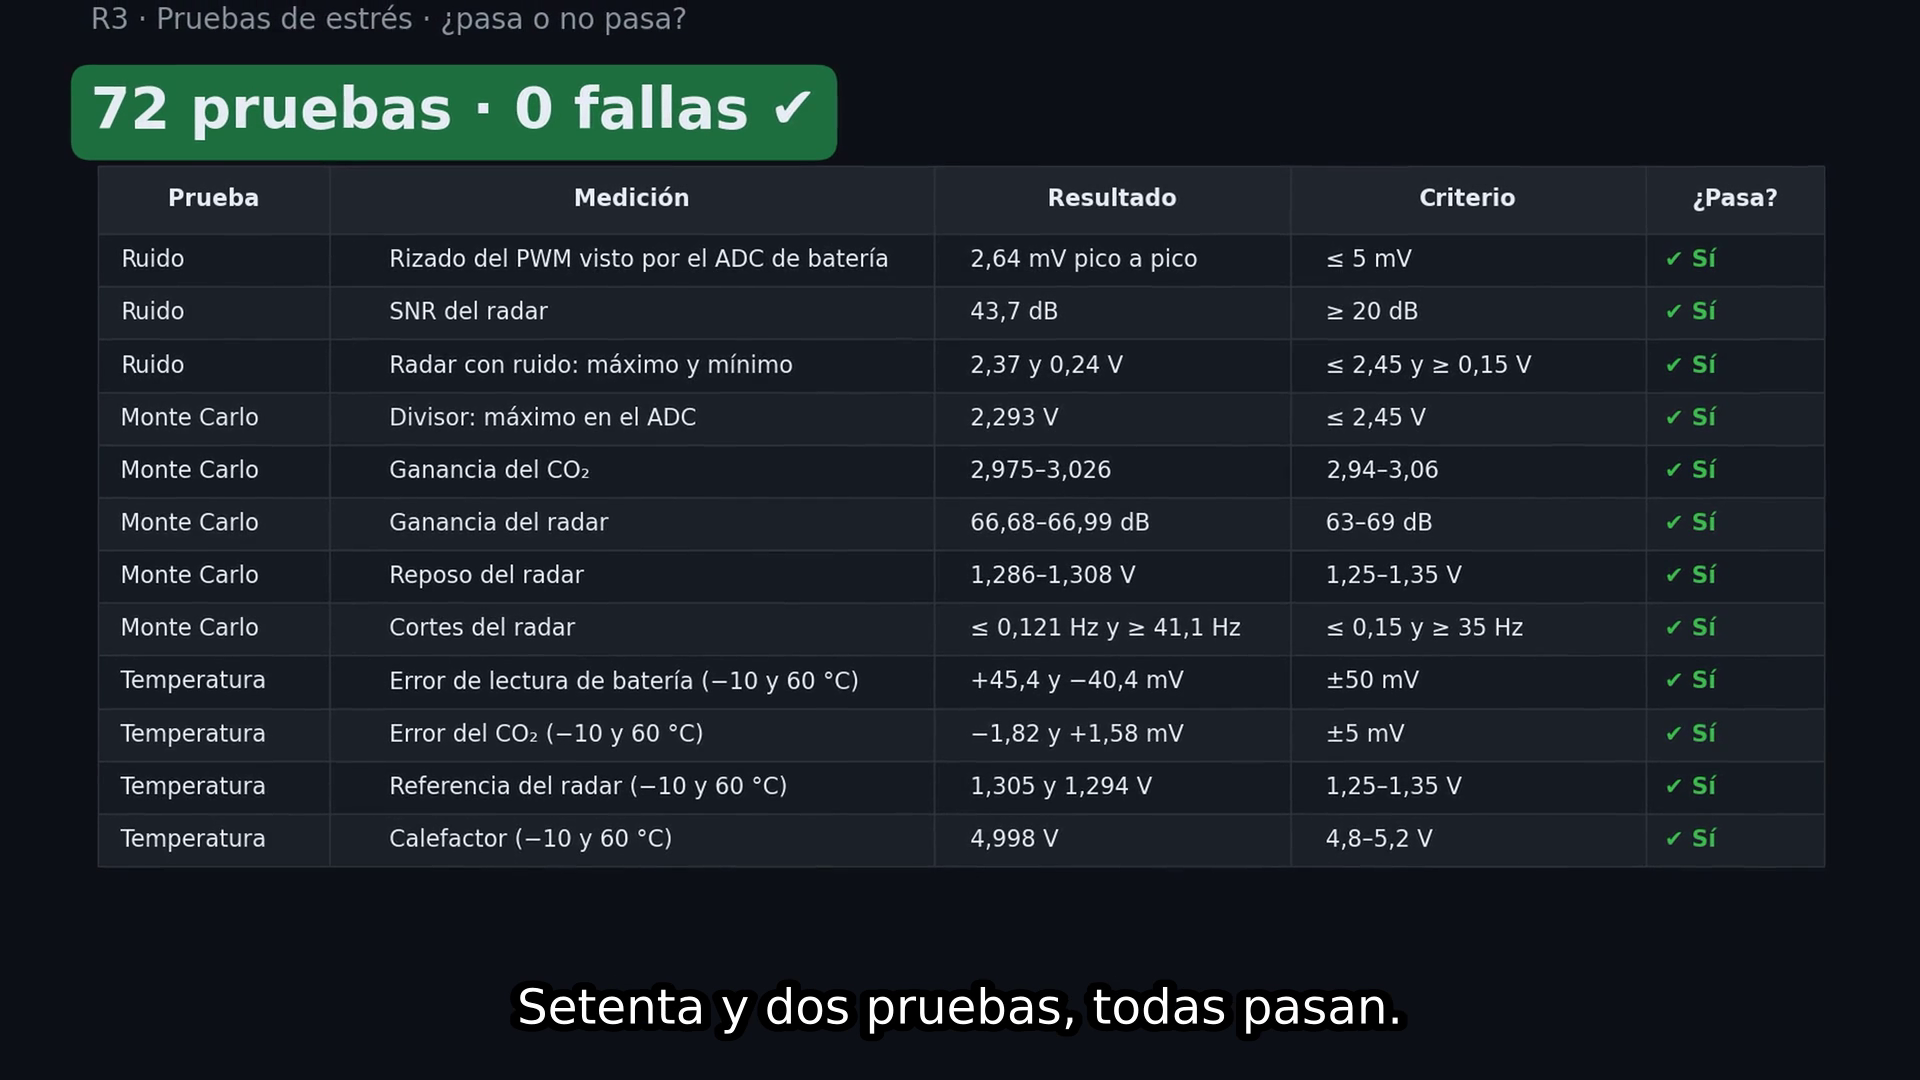 R3 · Pruebas de estrés · ¿pasa o no pasa?
72 pruebas · 0 fallas ✔
Prueba Medición Resultado Criterio ¿Pasa?
Ruido Rizado del PWM visto por el ADC de batería 2,64 mV pico a pico ≤ 5 mV ✔ Sí
Ruido SNR del radar 43,7 dB ≥ 20 dB ✔ Sí
Ruido Radar con ruido: máximo y mínimo 2,37 y 0,24 V ≤ 2,45 y ≥ 0,15 V ✔ Sí
Monte Carlo Divisor: máximo en el ADC 2,293 V ≤ 2,45 V ✔ Sí
Monte Carlo Ganancia del CO₂ 2,975–3,026 2,94–3,06 ✔ Sí
Monte Carlo Ganancia del radar 66,68–66,99 dB 63–69 dB ✔ Sí
Monte Carlo Reposo del radar 1,286–1,308 V 1,25–1,35 V ✔ Sí
Monte Carlo Cortes del radar ≤ 0,121 Hz y ≥ 41,1 Hz ≤ 0,15 y ≥ 35 Hz ✔ Sí
Temperatura Error de lectura de batería (−10 y 60 °C) +45,4 y −40,4 mV ±50 mV ✔ Sí
Temperatura Error del CO₂ (−10 y 60 °C) −1,82 y +1,58 mV ±5 mV ✔ Sí
Temperatura Referencia del radar (−10 y 60 °C) 1,305 y 1,294 V 1,25–1,35 V ✔ Sí
Temperatura Calefactor (−10 y 60 °C) 4,998 V 4,8–5,2 V ✔ Sí
Setenta y dos pruebas, todas pasan.